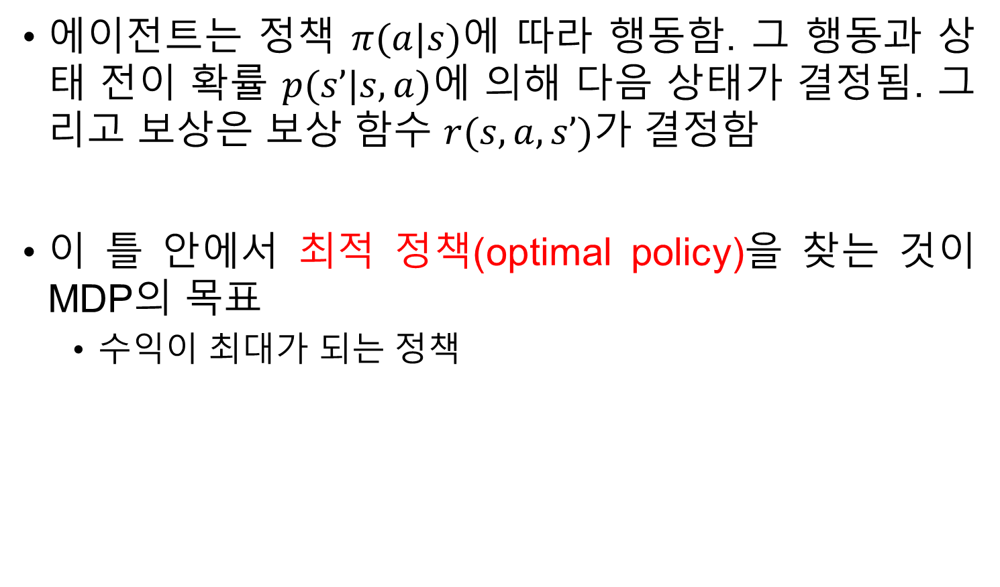 • 에이전트는 정책 π(a|s)에 따라 행동함. 그 행동과 상
태 전이 확률 p(s’|s, a)에 의해 다음 상태가 결정됨. 그
리고 보상은 보상 함수 r(s, a, s’)가 결정함
• 이 틀 안에서 최적 정책(optimal policy)을 찾는 것이
MDP의 목표
• 수익이 최대가 되는 정책